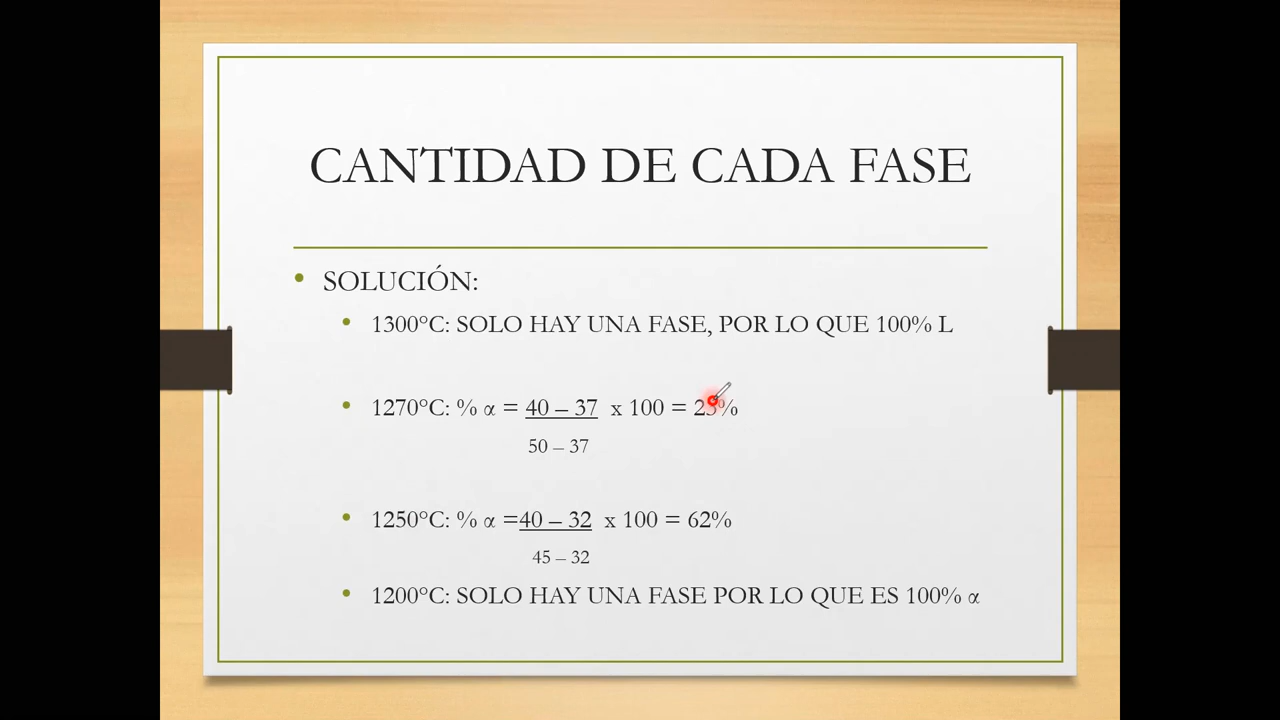 CANTIDAD DE CADA FASE
• SOLUCIÓN:
• 1300°C: SOLO HAY UNA FASE, POR LO QUE 100% L
• 1270°C: % α = 40 – 37 x 100 = 23%
50 – 37
• 1250°C: % α =40 – 32 x 100 = 62%
45 – 32
• 1200°C: SOLO HAY UNA FASE POR LO QUE ES 100% α